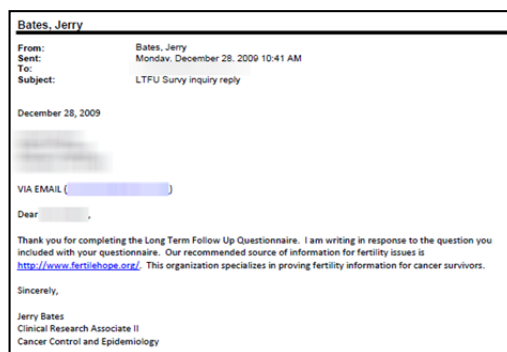 Bates, Jerry
From: Bates, Jerry
Sent: Monday, December 28, 2009 10:41 AM
To:
Subject: LTFU Survy inquiry reply
December 28, 2009
VIA EMAIL ( )
Dear ,
Thank you for completing the Long Term Follow Up Questionnaire. I am writing in response to the question you
included with your questionnaire. Our recommended source of information for fertility issues is
http://www.fertilehope.org/. This organization specializes in proving fertility information for cancer survivors.
Sincerely,
Jerry Bates
Clinical Research Associate II
Cancer Control and Epidemiology